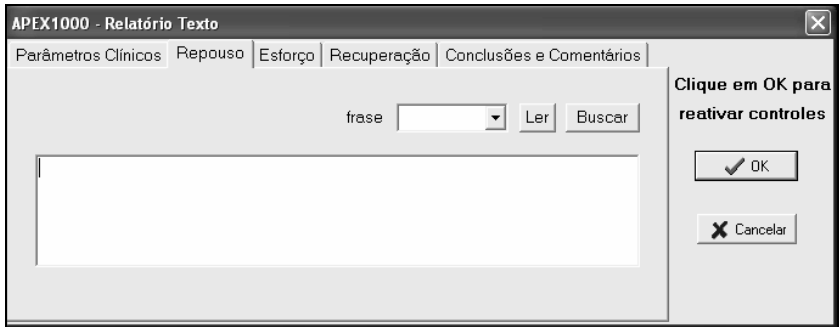 APEX1000 - Relatório Texto
Parâmetros Clínicos Repouso Esforço Recuperação Conclusões e Comentários
frase Ler Buscar
Clique em OK para
reativar controles
OK
Cancelar